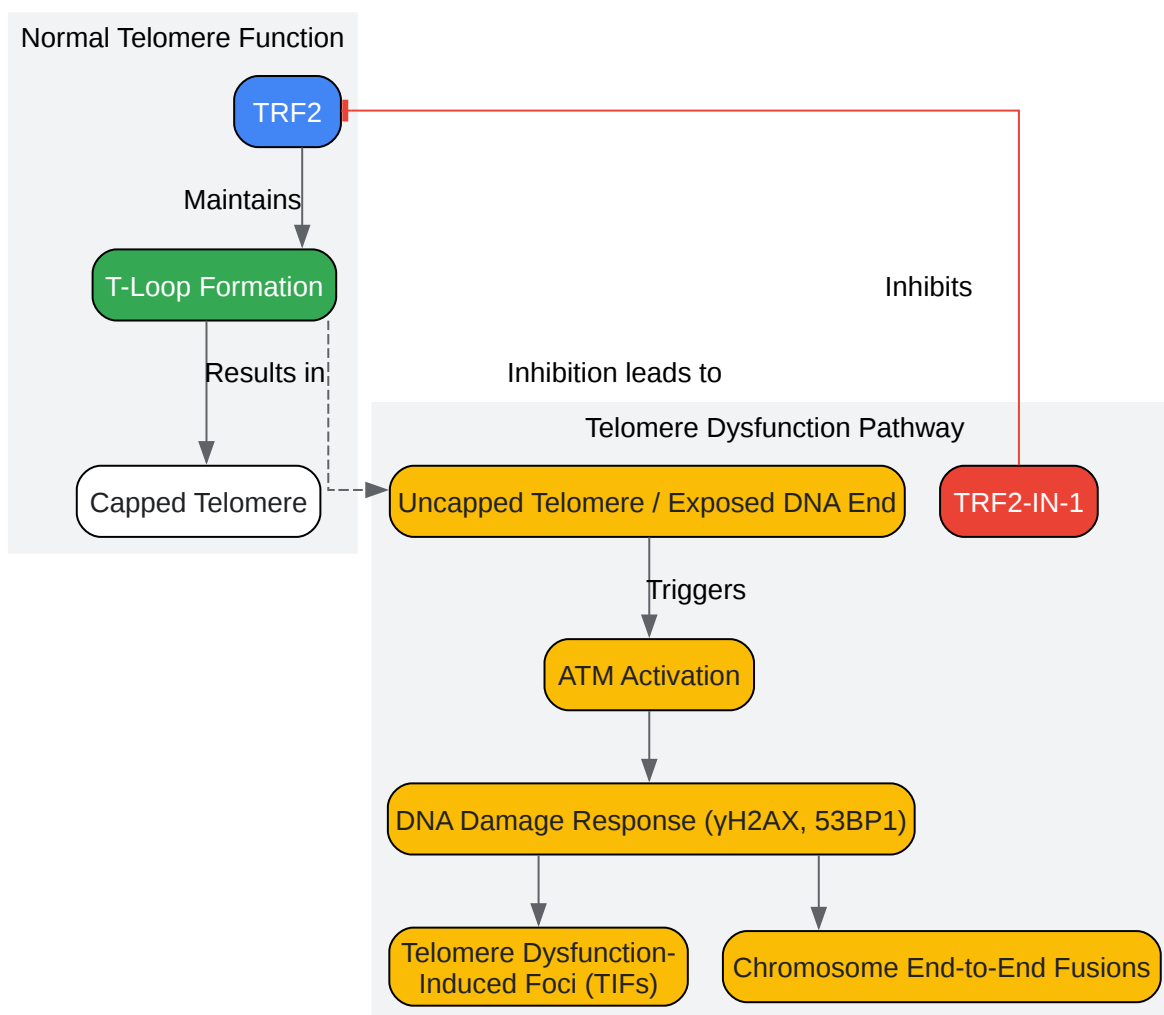 Normal Telomere Function
TRF2
Maintains
T-Loop Formation
Inhibits
Results in
Inhibition leads to
Telomere Dysfunction Pathway
Capped Telomere
Uncapped Telomere / Exposed DNA End
TRF2-IN-1
Triggers
ATM Activation
DNA Damage Response (γH2AX, 53BP1)
Telomere Dysfunction-
Induced Foci (TIFs)
Chromosome End-to-End Fusions